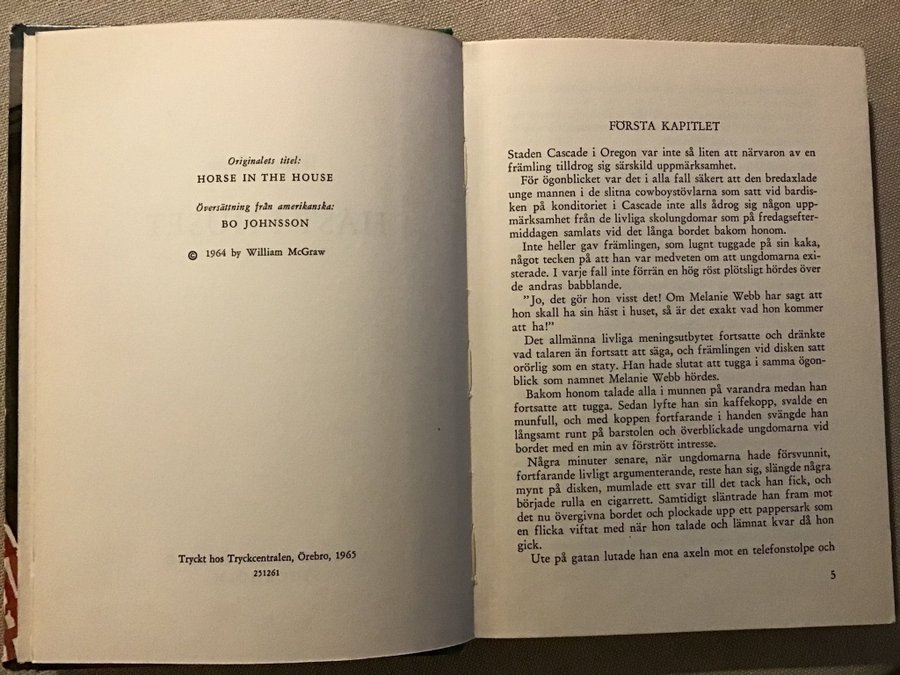 Originalets titel:
HORSE IN THE HOUSE
Översättning från amerikanska:
BO JOHNSSON
© 1964 by William McGraw
Tryckt hos Tryckcentralen, Örebro, 1965
251261
FÖRSTA KAPITLET
Staden Cascade i Oregon var inte så liten att närvaron av en
främling tilldrog sig särskild uppmärksamhet.
För ögonblicket var det i alla fall säkert att den bredaxlade
unge mannen i de slitna cowboystövlarna som satt vid bardis-
ken på konditoriet i Cascade inte alls ådrog sig någon upp-
märksamhet från de livliga skolungdomar som på fredagsefter-
middagen samlats vid det långa bordet bakom honom.
Inte heller gav främlingen, som lugnt tuggade på sin kaka,
något tecken på att han var medveten om att ungdomarna exi-
sterade. I varje fall inte förrän en hög röst plötsligt hördes över
de andras babblande.
”Jo, det gör hon visst det! Om Melanie Webb har sagt att
hon skall ha sin häst i huset, så är det exakt vad hon kommer
att ha!”
Det allmänna livliga meningsutbytet fortsatte och dränkte
vad talaren än fortsatt att säga, och främlingen vid disken satt
orörlig som en staty. Han hade slutat att tugga i samma ögon-
blick som namnet Melanie Webb hördes.
Bakom honom talade alla i munnen på varandra medan han
fortsatte att tugga. Sedan lyfte han sin kaffekopp, svalde en
munfull, och med koppen fortfarande i handen svängde han
långsamt runt på barstolen och överblickade ungdomarna vid
bordet med en min av förstrött intresse.
Några minuter senare, när ungdomarna hade försvunnit,
fortfarande livligt argumenterande, reste han sig, slängde några
mynt på disken, mumlade ett svar till det tack han fick, och
började rulla en cigarrett. Samtidigt släntrade han fram mot
det nu övergivna bordet och plockade upp ett pappersark som
en flicka viftat med när hon talade och lämnat kvar då hon
gick.
Ute på gatan lutade han ena axeln mot en telefonstolpe och
5